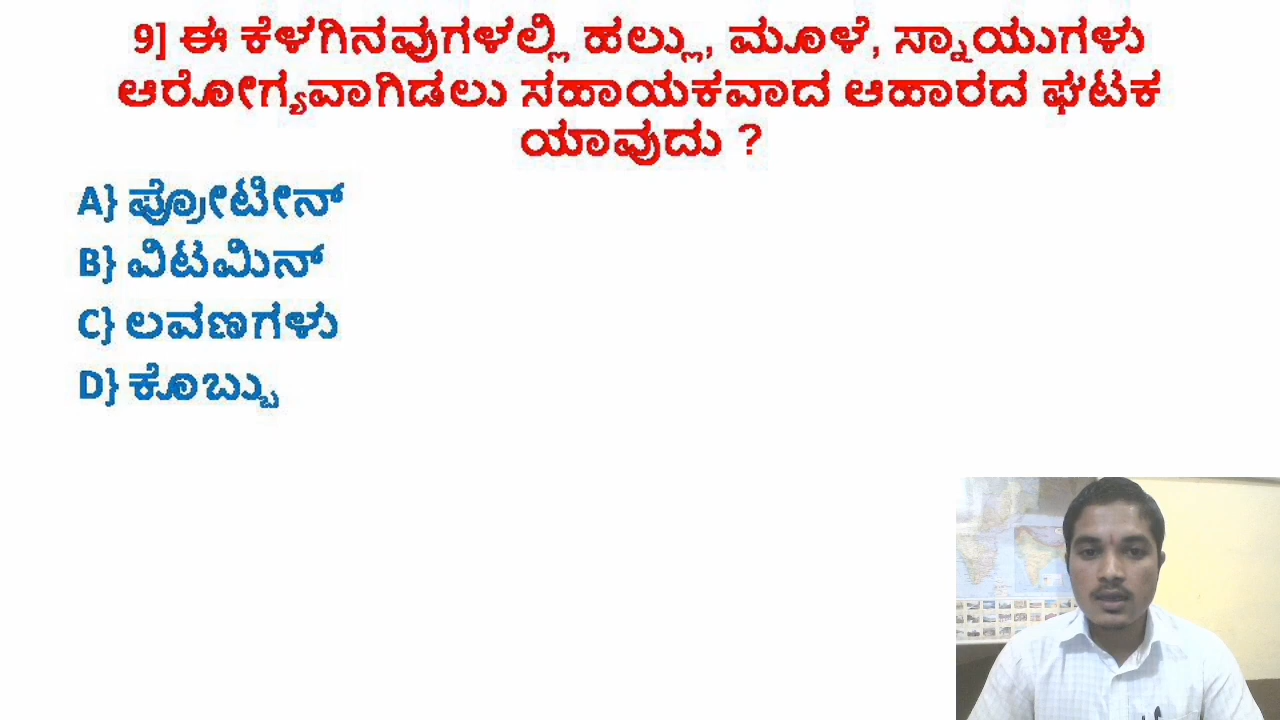 9] ಈ ಕೆಳಗಿನವುಗಳಲ್ಲಿ ಹಲ್ಲು, ಮೂಳೆ, ಸ್ನಾಯುಗಳು
ಆರೋಗ್ಯವಾಗಿಡಲು ಸಹಾಯಕವಾದ ಆಹಾರದ ಘಟಕ
ಯಾವುದು ?
A} ಪ್ರೋಟೀನ್
B} ವಿಟಮಿನ್
C} ಲವಣಗಳು
D} ಕೊಬ್ಬು